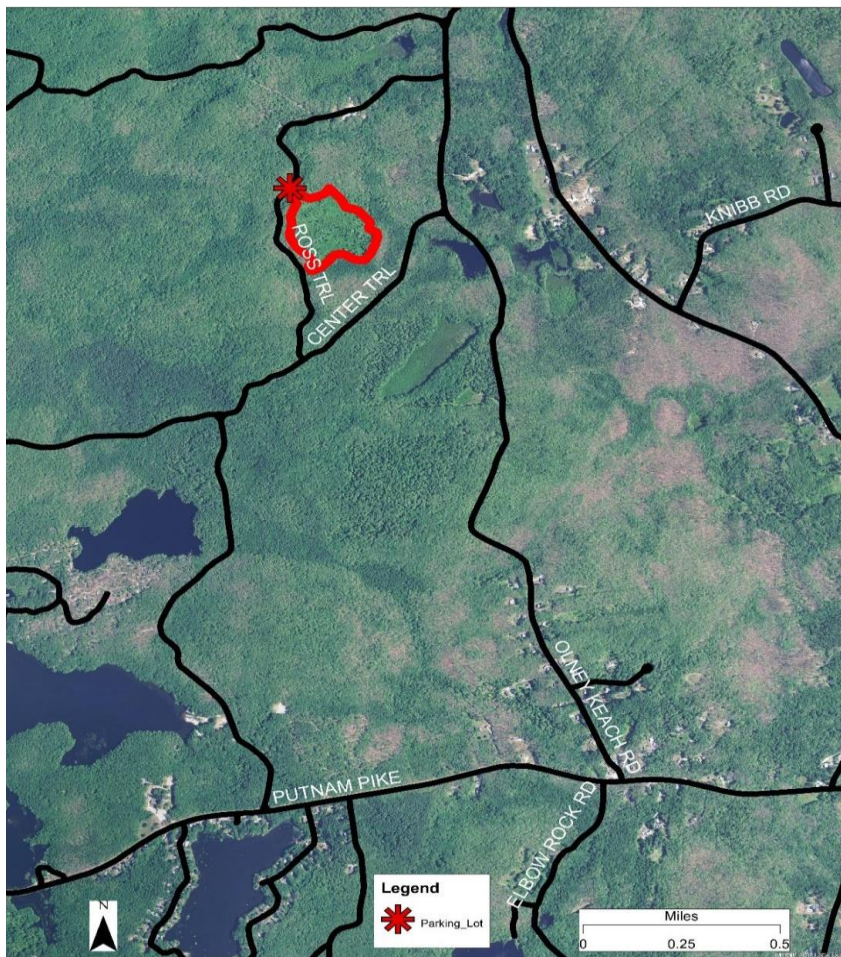 KNIBB RD
ROSS TRL
CENTER TRL
OLNEY KEACH RD
PUTNAM PIKE
ELBOW ROCK RD
N
Legend
Parking_Lot
Miles
0 0.25 0.5